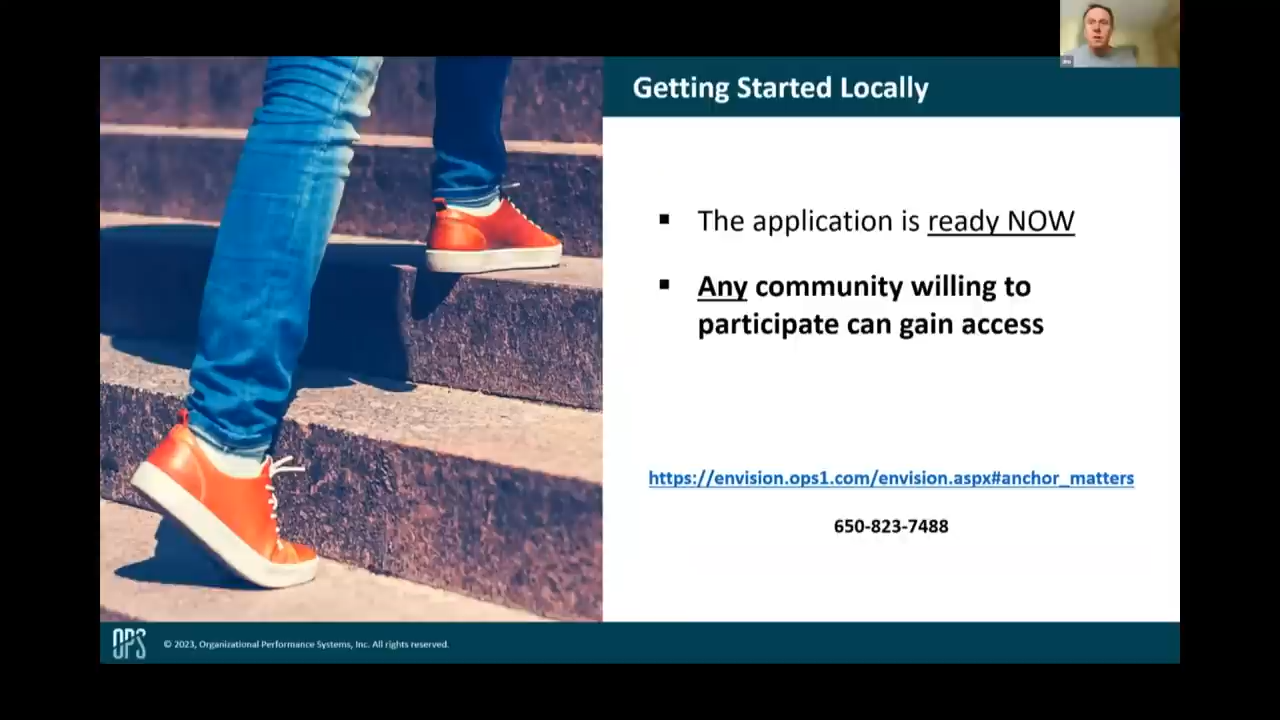 Getting Started Locally
▪ The application is ready NOW
▪ Any community willing to
participate can gain access
https://envision.ops1.com/envision.aspx#anchor_matters
650-823-7488
OPS
© 2023, Organizational Performance Systems, Inc. All rights reserved.